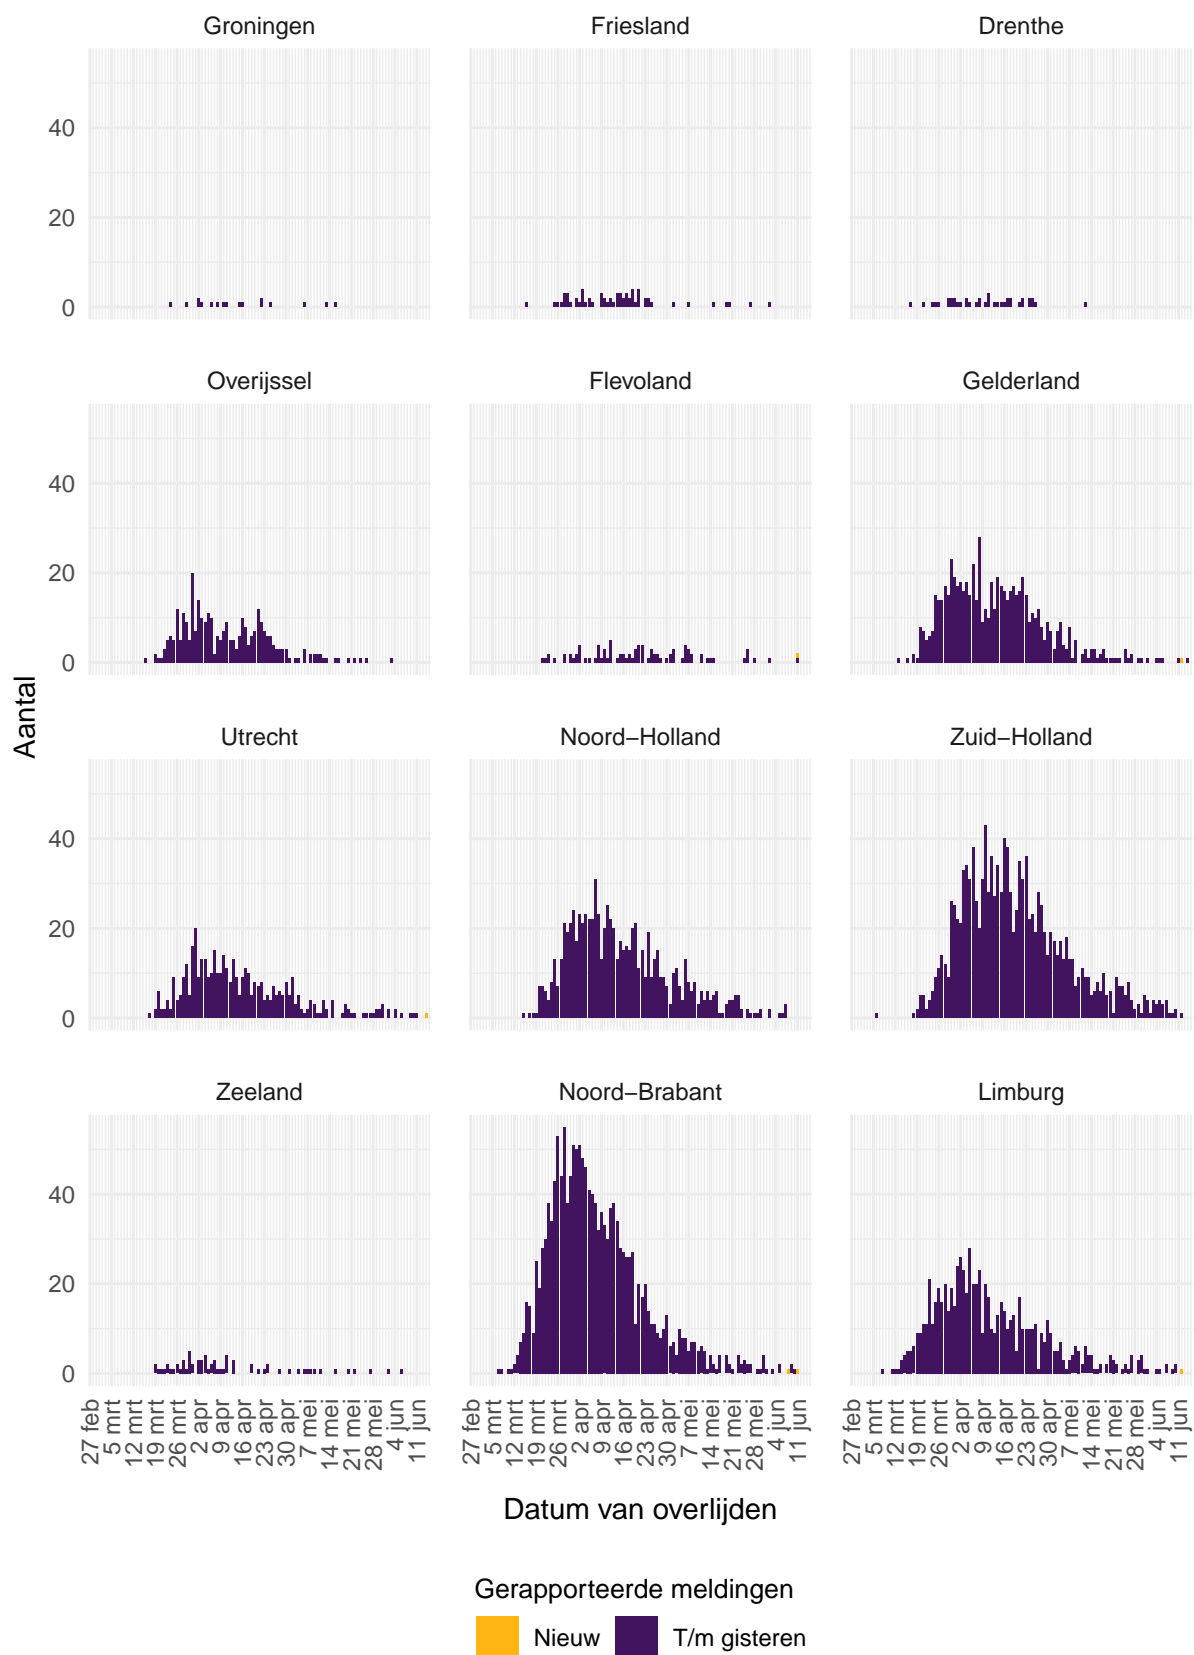 Groningen Friesland Drenthe
40
20
0
Overijssel Flevoland Gelderland
40
20
0
Aantal
Utrecht Noord−Holland Zuid−Holland
40
20
0
Zeeland Noord−Brabant Limburg
40
20
0
27 feb 5 mrt 12 mrt 19 mrt 26 mrt 2 apr 9 apr 16 apr 23 apr 30 apr 7 mei 14 mei 21 mei 28 mei 4 jun 11 jun 27 feb 5 mrt 12 mrt 19 mrt 26 mrt 2 apr 9 apr 16 apr 23 apr 30 apr 7 mei 14 mei 21 mei 28 mei 4 jun 11 jun 27 feb 5 mrt 12 mrt 19 mrt 26 mrt 2 apr 9 apr 16 apr 23 apr 30 apr 7 mei 14 mei 21 mei 28 mei 4 jun 11 jun
Datum van overlijden
Gerapporteerde meldingen
Nieuw T/m gisteren